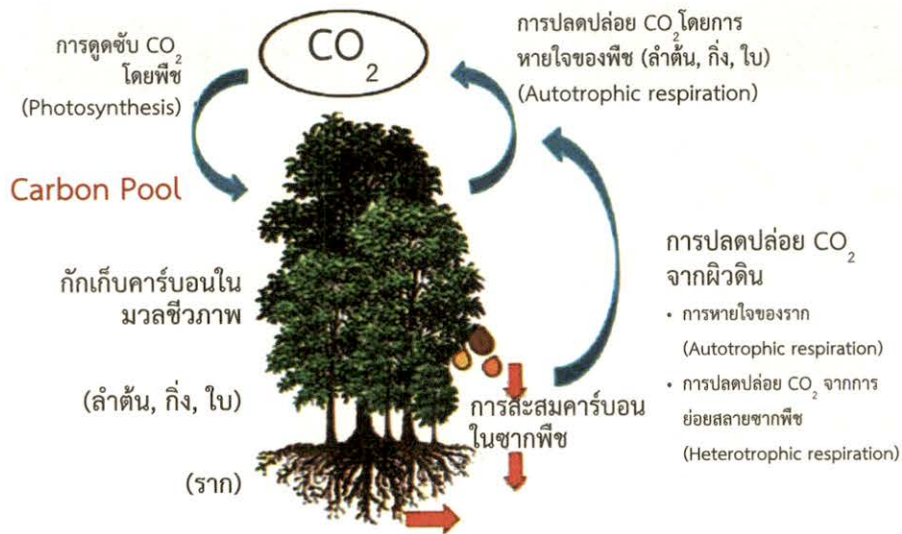 การดูดซับ CO₂
โดยพืช
(Photosynthesis)
CO₂
การปลดปล่อย CO₂โดยการ
หายใจของพืช (ลำต้น, กิ่ง, ใบ)
(Autotrophic respiration)
Carbon Pool
กักเก็บคาร์บอนใน
มวลชีวภาพ
(ลำต้น, กิ่ง, ใบ)
(ราก)
การสะสมคาร์บอน
ในซากพืช
การปลดปล่อย CO₂
จากผิวดิน
• การหายใจของราก
(Autotrophic respiration)
• การปลดปล่อย CO₂ จากการ
ย่อยสลายซากพืช
(Heterotrophic respiration)